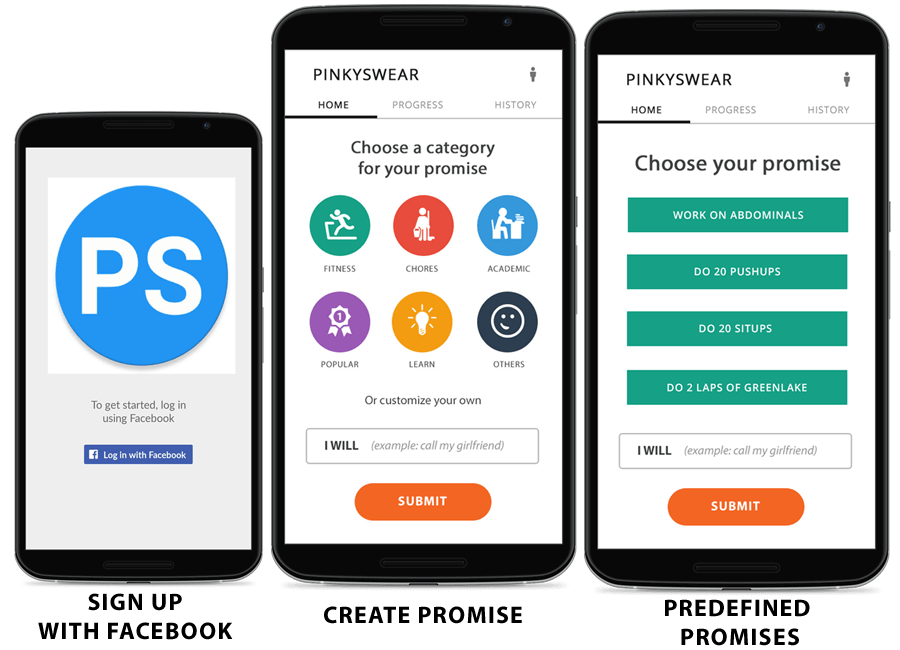 PS
To get started, log in
using Facebook
f Log in with Facebook
SIGN UP
WITH FACEBOOK
PINKYSWEAR
HOME PROGRESS HISTORY
Choose a category
for your promise
FITNESS CHORES ACADEMIC
1
POPULAR LEARN OTHERS
Or customize your own
I WILL (example: call my girlfriend)
SUBMIT
CREATE PROMISE
PINKYSWEAR
HOME PROGRESS HISTORY
Choose your promise
WORK ON ABDOMINALS
DO 20 PUSHUPS
DO 20 SITUPS
DO 2 LAPS OF GREENLAKE
I WILL (example: call my girlfriend)
SUBMIT
PREDEFINED
PROMISES